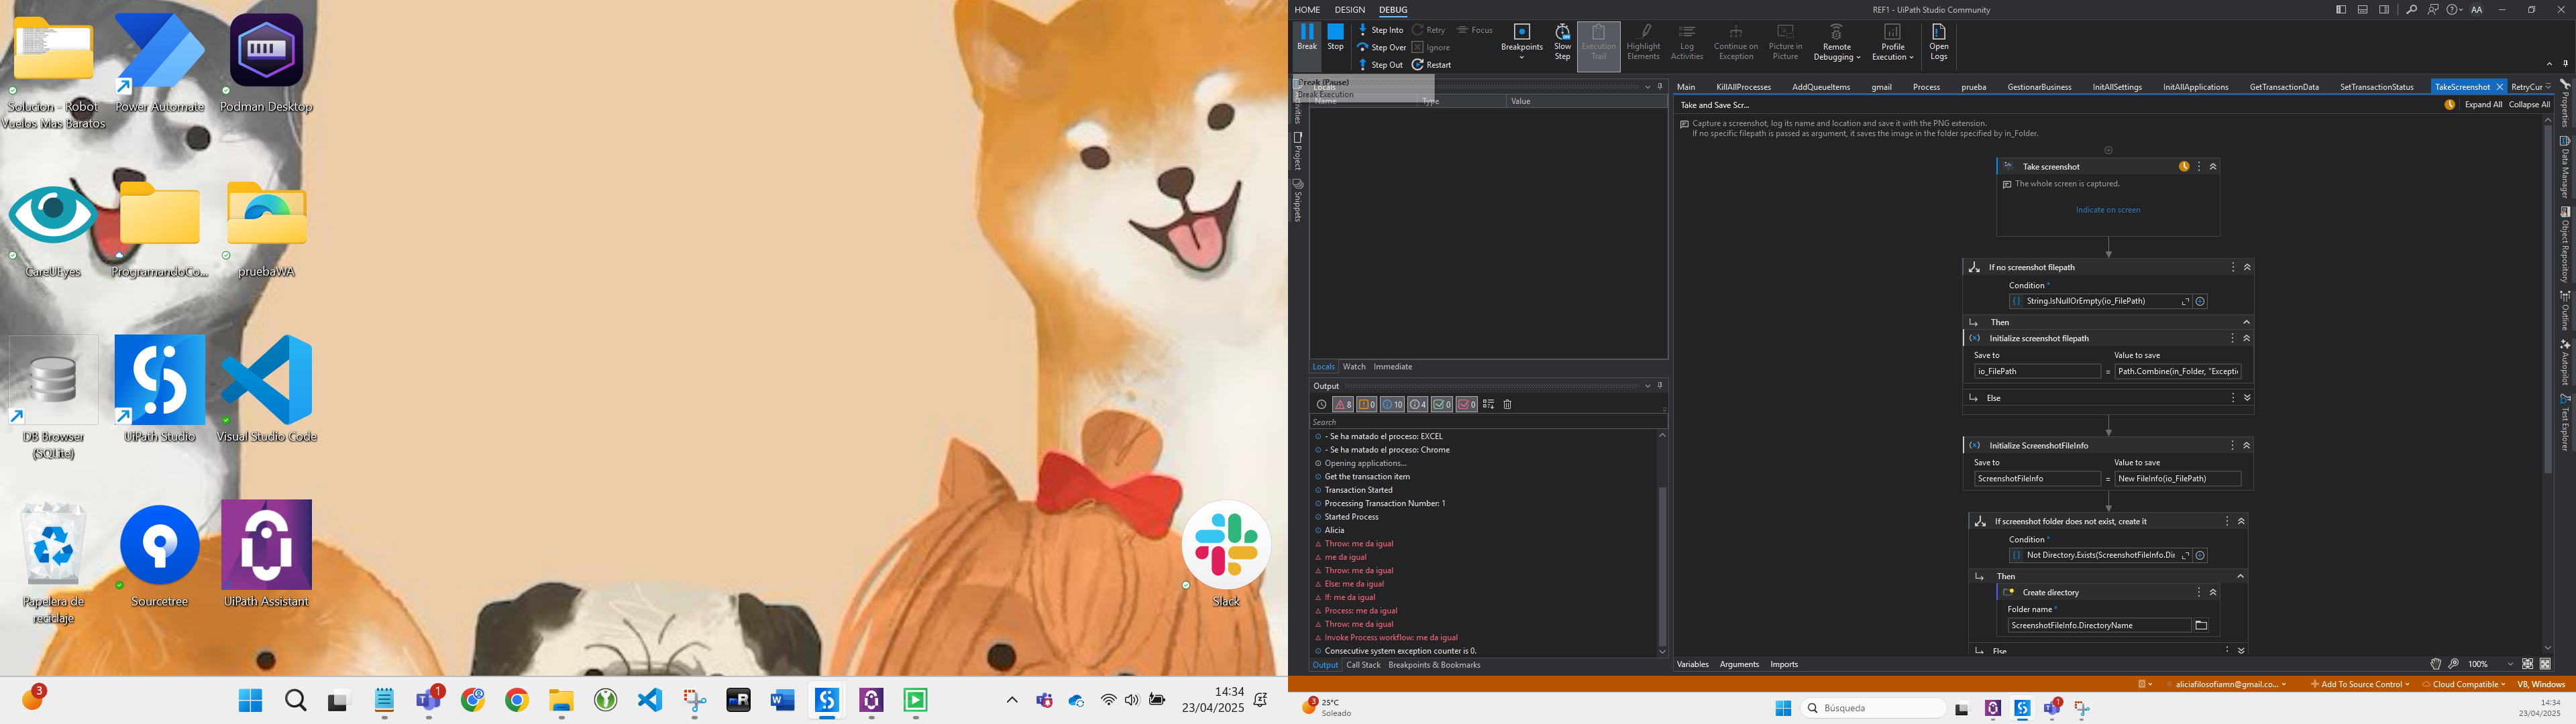 Solucion - Robot
Vuelos Mas Baratos
Power Automate
Podman Desktop
CareUEyes
ProgramandoCo...
pruebaWA
DB Browser
(SQLite)
UiPath Studio
Visual Studio Code
Papelera de
reciclaje
Sourcetree
UiPath Assistant
Slack
3
1
14:34
23/04/2025
HOME
DESIGN
DEBUG
REF1 - UiPath Studio Community
AA
Break
Stop
Step Into
Step Over
Step Out
Retry
Ignore
Restart
Focus
Breakpoints
Slow
Step
Execution
Trail
Highlight
Elements
Log
Activities
Continue on
Exception
Picture in
Picture
Remote
Debugging
Profile
Execution
Open
Logs
Break (Pause)
Break Execution
Locals
Name
Type
Value
Activities
Project
Snippets
Locals
Watch
Immediate
Output
8
0
10
4
0
0
Search
- Se ha matado el proceso: EXCEL
- Se ha matado el proceso: Chrome
Opening applications...
Get the transaction item
Transaction Started
Processing Transaction Number: 1
Started Process
Alicia
Throw: me da igual
me da igual
Throw: me da igual
Else: me da igual
If: me da igual
Process: me da igual
Throw: me da igual
Invoke Process workflow: me da igual
Consecutive system exception counter is 0.
Output
Call Stack
Breakpoints & Bookmarks
Main
KillAllProcesses
AddQueueItems
gmail
Process
prueba
GestionarBusiness
InitAllSettings
InitAllApplications
GetTransactionData
SetTransactionStatus
TakeScreenshot
RetryCur
Take and Save Scr...
Expand All
Collapse All
Capture a screenshot, log its name and location and save it with the PNG extension.
If no specific filepath is passed as argument, it saves the image in the folder specified by in_Folder.
Take screenshot
The whole screen is captured.
Indicate on screen
If no screenshot filepath
Condition *
String.IsNullOrEmpty(io_FilePath)
Then
Initialize screenshot filepath
Save to
Value to save
io_FilePath
=
Path.Combine(in_Folder, "Excepti
Else
Initialize ScreenshotFileInfo
Save to
Value to save
ScreenshotFileInfo
=
New FileInfo(io_FilePath)
If screenshot folder does not exist, create it
Condition *
Not Directory.Exists(ScreenshotFileInfo.Dir
Then
Create directory
Folder name *
ScreenshotFileInfo.DirectoryName
Else
Variables
Arguments
Imports
100%
Properties
Data Manager
Object Repository
Outline
Autopilot
Test Explorer
aliciafilosofiamn@gmail.co...
Add To Source Control
Cloud Compatible
VB, Windows
3
25°C
Soleado
Búsqueda
1
14:34
23/04/2025